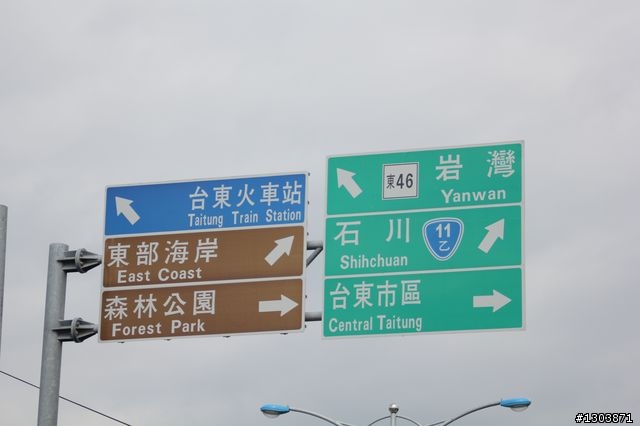 台東火車站
Taitung Train Station
東部海岸
East Coast
森林公園
Forest Park
東46
岩灣
Yanwan
石川
11
乙
Shihchuan
台東市區
Central Taitung
#1303871